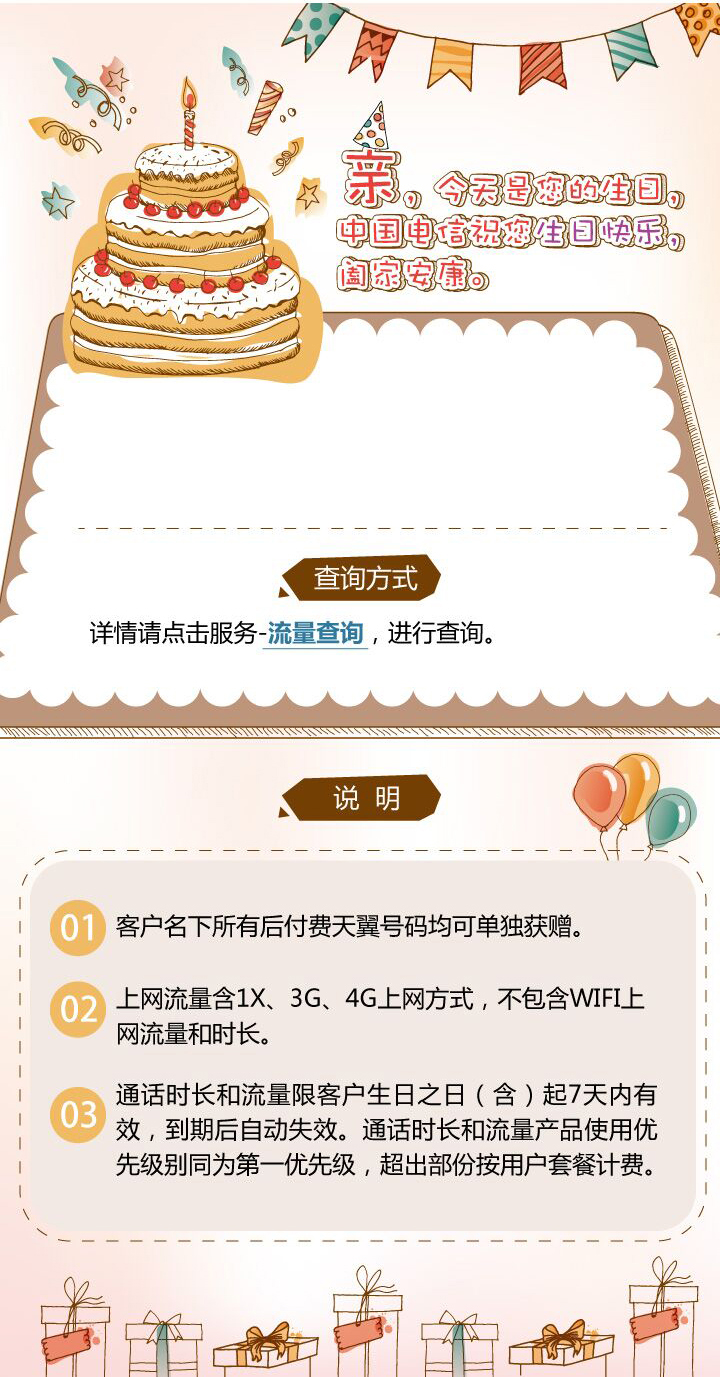 亲，今天是您的生日，
中国电信祝您生日快乐，
阖家安康。
查询方式
详情请点击服务-流量查询，进行查询。
说 明
01 客户名下所有后付费天翼号码均可单独获赠。
02 上网流量含1X、3G、4G上网方式，不包含WIFI上
网流量和时长。
03 通话时长和流量限客户生日之日（含）起7天内有
效，到期后自动失效。通话时长和流量产品使用优
先级别同为第一优先级，超出部份按用户套餐计费。